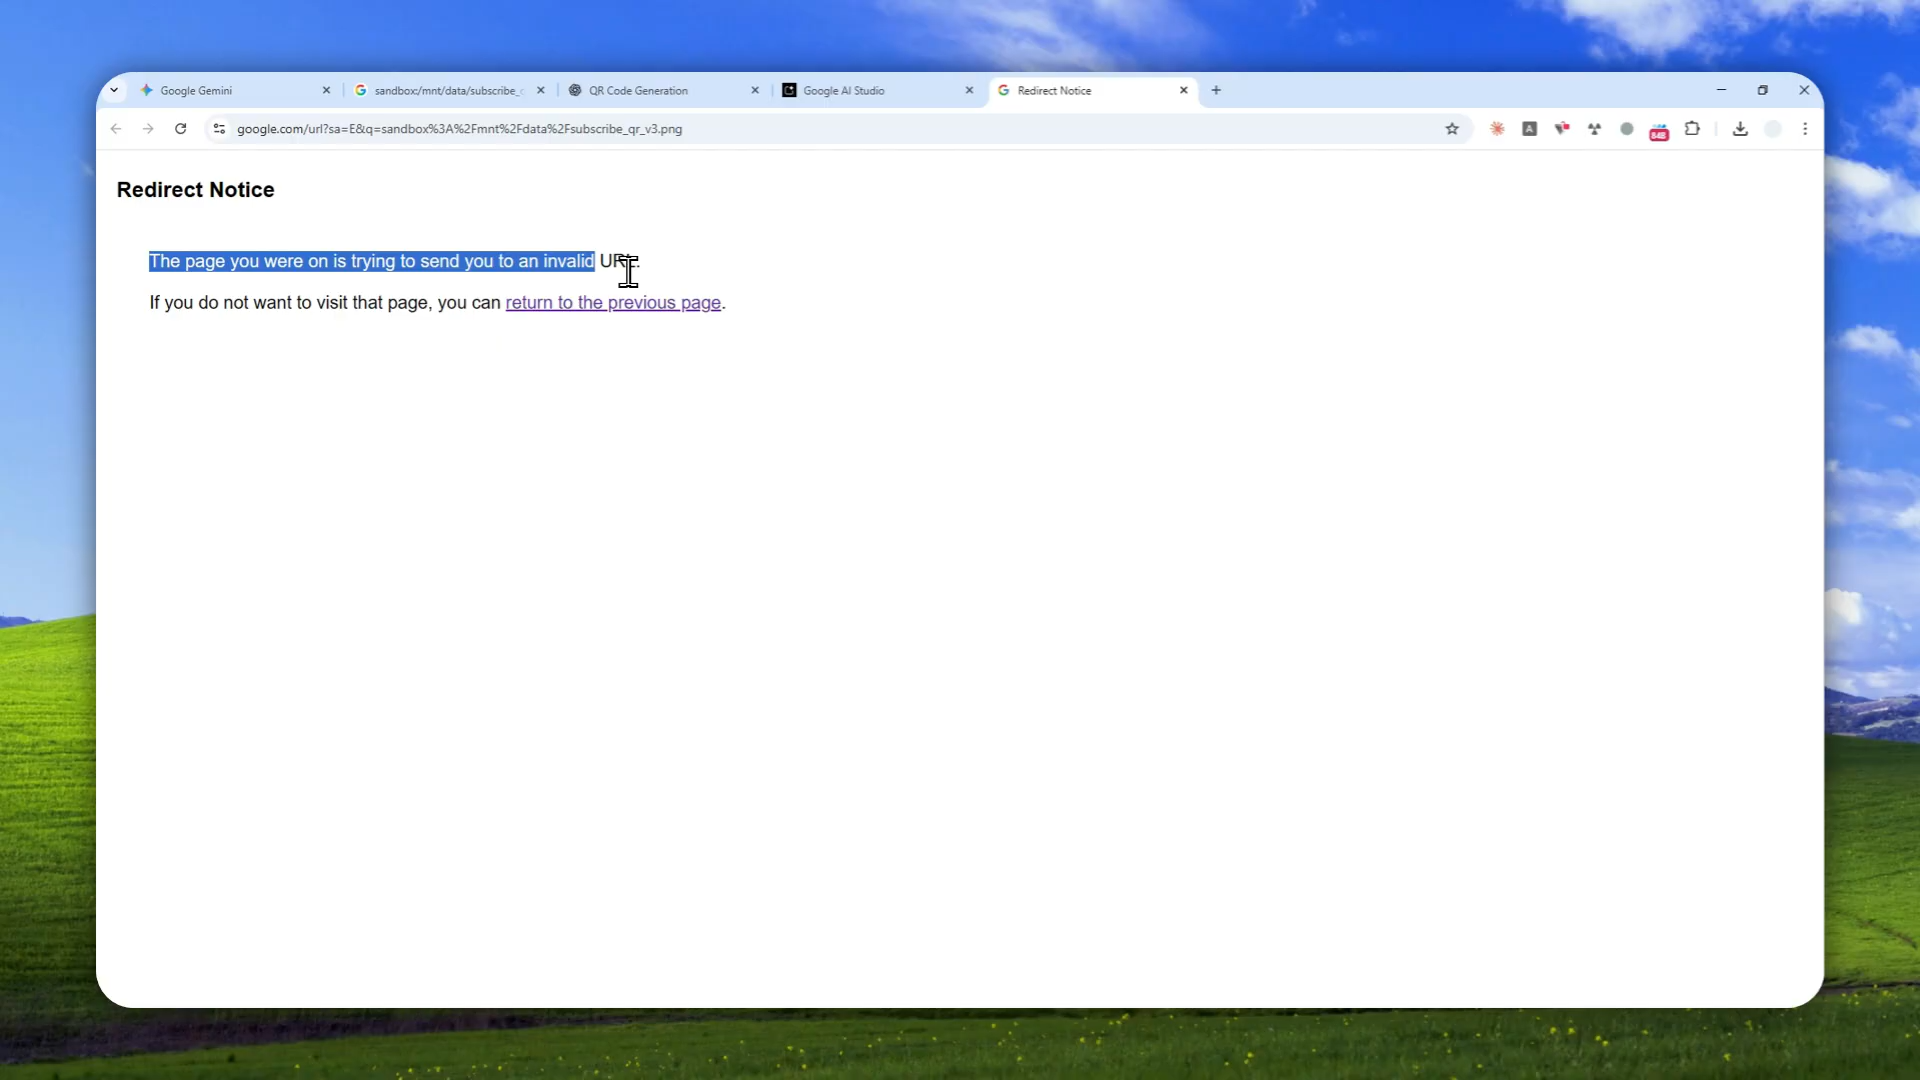 Google Gemini
sandbox:/mnt/data/subscribe_
QR Code Generation
Google AI Studio
Redirect Notice
google.com/url?sa=E&q=sandbox%3A%2Fmnt%2Fdata%2Fsubscribe_qr_v3.png
A
848
Redirect Notice
The page you were on is trying to send you to an invalid URL.
If you do not want to visit that page, you can return to the previous page.